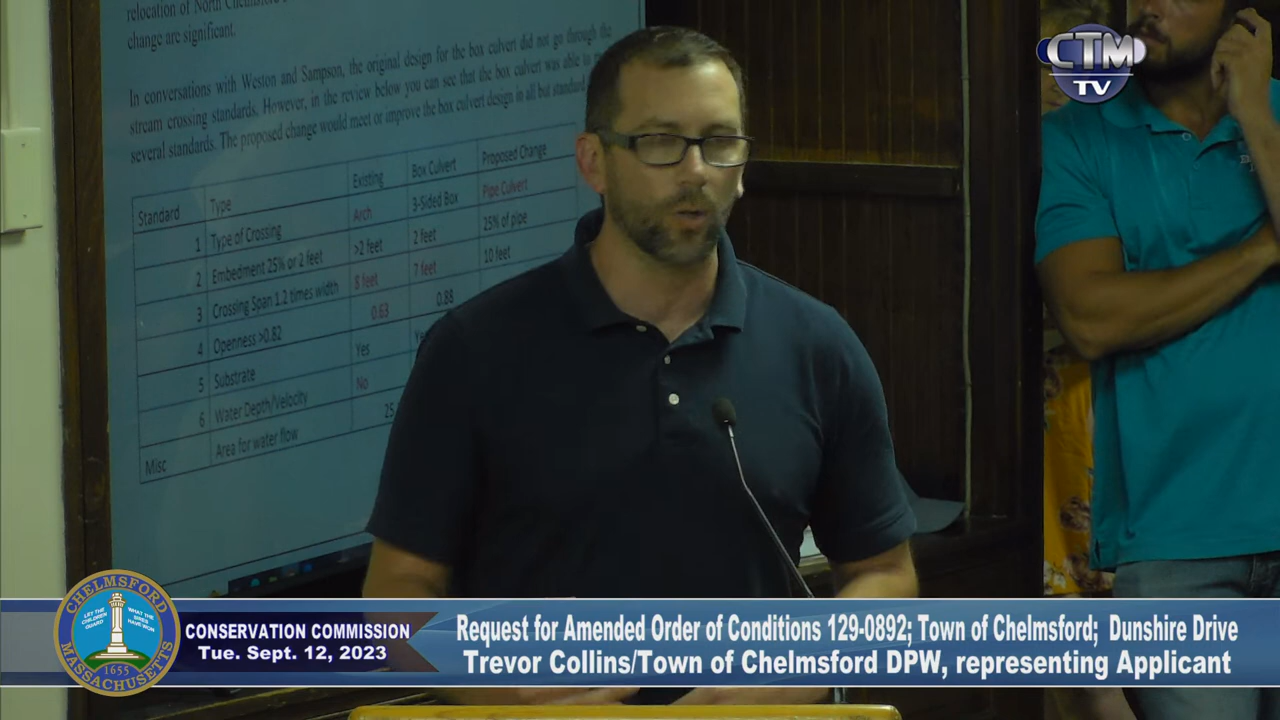 relocation of North Chelmsford
change are significant.
In conversations with Weston and Sampson, the original design for the box culvert did not go through the
stream crossing standards. However, in the review below you can see that the box culvert was able to
several standards. The proposed change would meet or improve the box culvert design in all but standard
Standard Type Existing Box Culvert Proposed Change
1 Type of Crossing Arch 3-Sided Box Pipe Culvert
2 Embedment 25% or 2 feet >2 feet 2 feet 25% of pipe
3 Crossing Span 1.2 times width 8 feet 7 feet 10 feet
4 Openness >0.82 0.63 0.88
5 Substrate Yes
6 Water Depth/Velocity No
Misc Area for water flow 25
CTM
TV
CHELMSFORD
MASSACHUSETTS
LET THE CHILDREN GUARD
WHAT THE SIRES HAVE WON
1655
CONSERVATION COMMISSION
Tue. Sept. 12, 2023
Request for Amended Order of Conditions 129-0892; Town of Chelmsford; Dunshire Drive
Trevor Collins/Town of Chelmsford DPW, representing Applicant